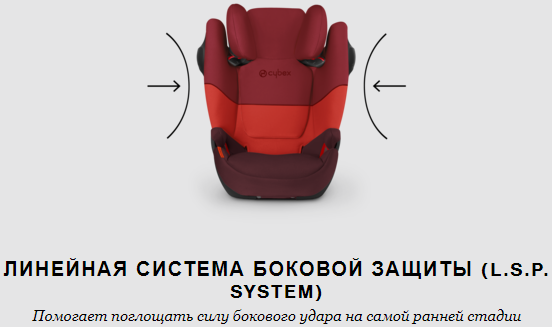 cybex
ЛИНЕЙНАЯ СИСТЕМА БОКОВОЙ ЗАЩИТЫ (L.S.P.
SYSTEM)
Помогает поглощать силу бокового удара на самой ранней стадии